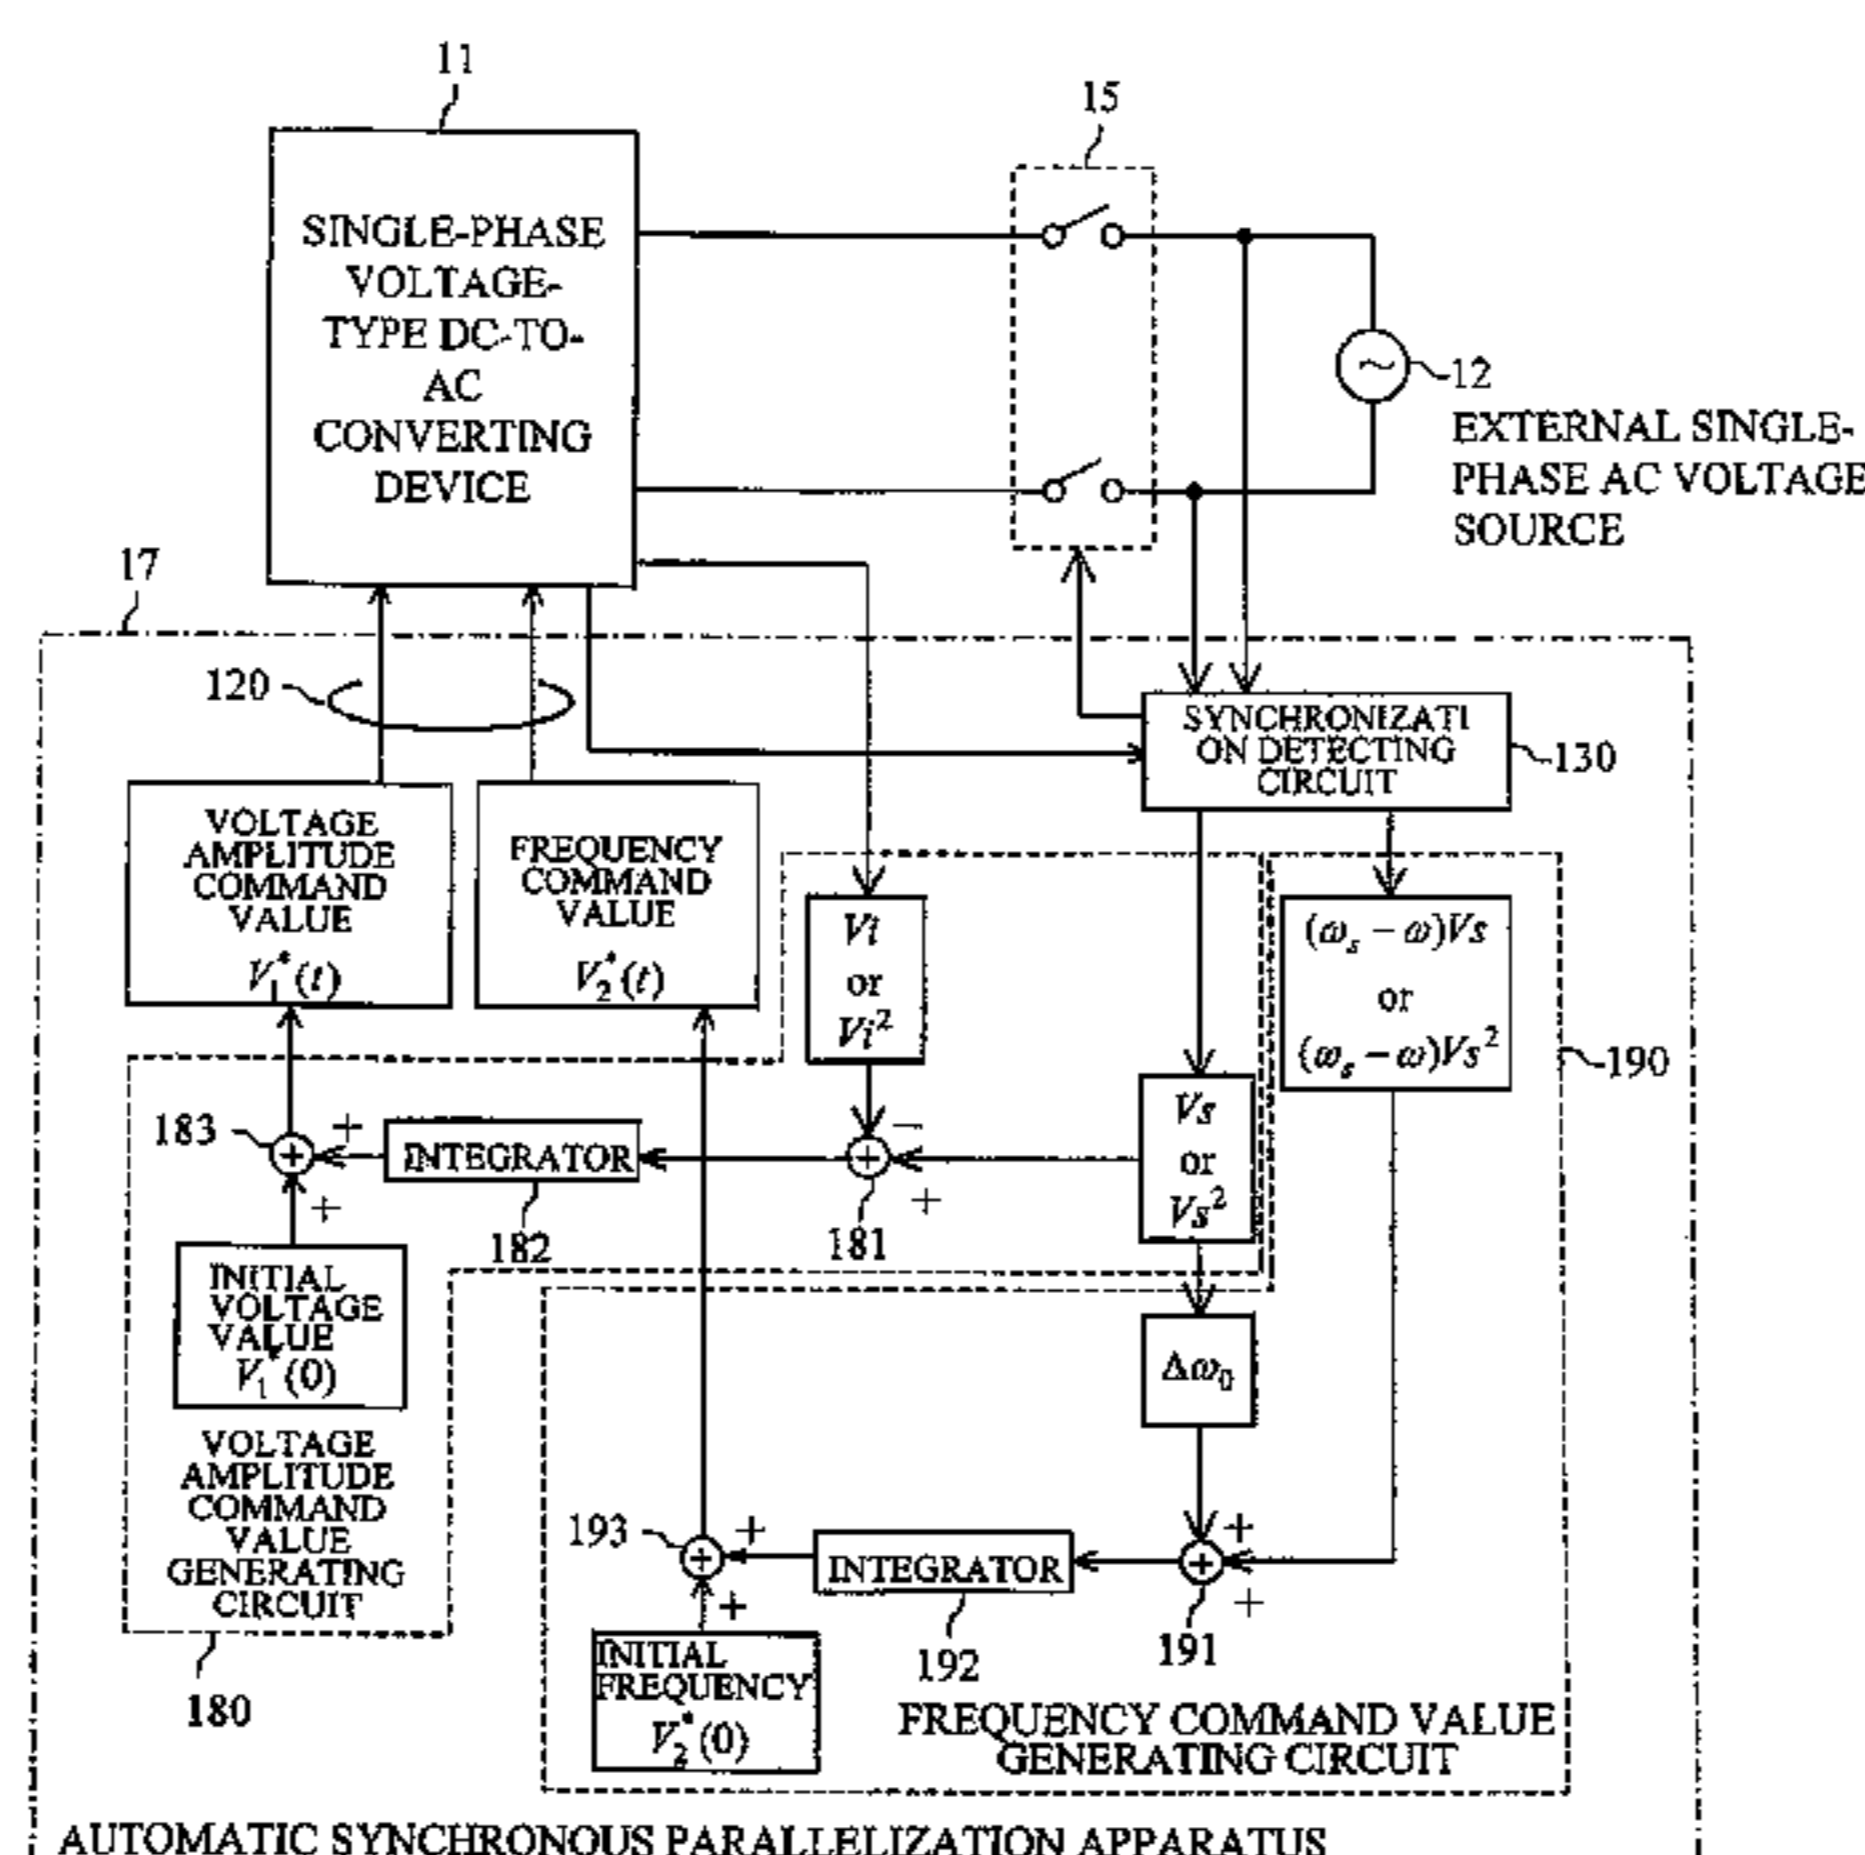 11
15
SINGLE-PHASE
VOLTAGE-
TYPE DC-TO-
AC
CONVERTING
DEVICE
~
12
EXTERNAL SINGLE-
PHASE AC VOLTAGE
SOURCE
17
120
SYNCHRONIZATI
ON DETECTING
CIRCUIT
130
VOLTAGE
AMPLITUDE
COMMAND
VALUE
V₁*(t)
FREQUENCY
COMMAND
VALUE
V₂*(t)
Vi
or
Vi²
(ωₛ − ω)Vs
or
(ωₛ − ω)Vs²
190
Vs
or
Vs²
183
+
+
INTEGRATOR
182
+
−
+
181
+
INITIAL
VOLTAGE
VALUE
V₁*(0)
Δω₀
VOLTAGE
AMPLITUDE
COMMAND
VALUE
GENERATING
CIRCUIT
180
193
+
+
INTEGRATOR
192
+
+
+
191
+
INITIAL
FREQUENCY
V₂*(0)
FREQUENCY COMMAND VALUE
GENERATING CIRCUIT
AUTOMATIC SYNCHRONOUS PARALLELIZATION APPARATUS